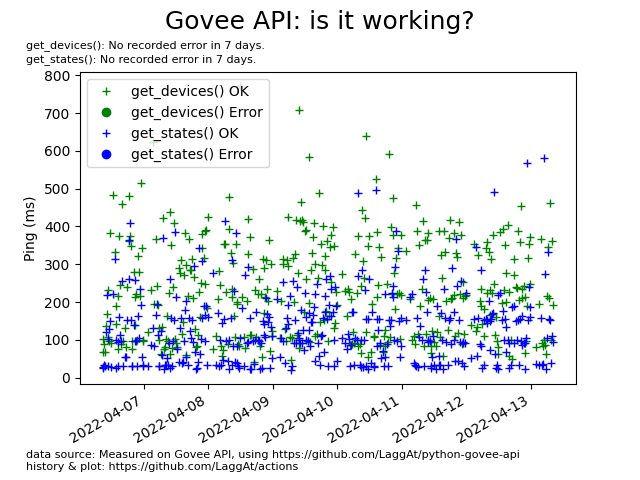 Govee API: is it working?
get_devices(): No recorded error in 7 days.
get_states(): No recorded error in 7 days.
800
700
600
500
400
300
200
100
0
Ping (ms)
get_devices() OK
get_devices() Error
get_states() OK
get_states() Error
2022-04-07
2022-04-08
2022-04-09
2022-04-10
2022-04-11
2022-04-12
2022-04-13
data source: Measured on Govee API, using https://github.com/LaggAt/python-govee-api
history & plot: https://github.com/LaggAt/actions